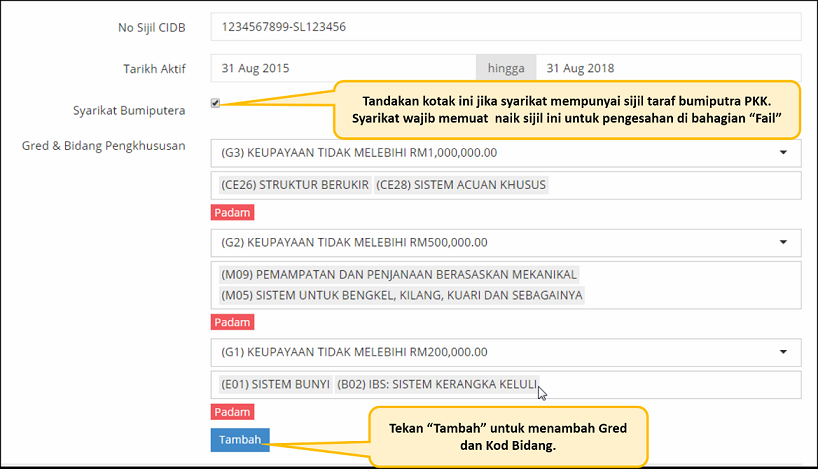 No Sijil CIDB
1234567899-SL123456
Tarikh Aktif
31 Aug 2015
hingga
31 Aug 2018
Syarikat Bumiputera
Tandakan kotak ini jika syarikat mempunyai sijil taraf bumiputra PKK.
Syarikat wajib memuat naik sijil ini untuk pengesahan di bahagian “Fail”
Gred & Bidang Pengkhususan
(G3) KEUPAYAAN TIDAK MELEBIHI RM1,000,000.00
(CE26) STRUKTUR BERUKIR (CE28) SISTEM ACUAN KHUSUS
Padam
(G2) KEUPAYAAN TIDAK MELEBIHI RM500,000.00
(M09) PEMAMPATAN DAN PENJANAAN BERASASKAN MEKANIKAL
(M05) SISTEM UNTUK BENGKEL, KILANG, KUARI DAN SEBAGAINYA
Padam
(G1) KEUPAYAAN TIDAK MELEBIHI RM200,000.00
(E01) SISTEM BUNYI (B02) IBS: SISTEM KERANGKA KELULI
Padam
Tambah
Tekan “Tambah” untuk menambah Gred
dan Kod Bidang.